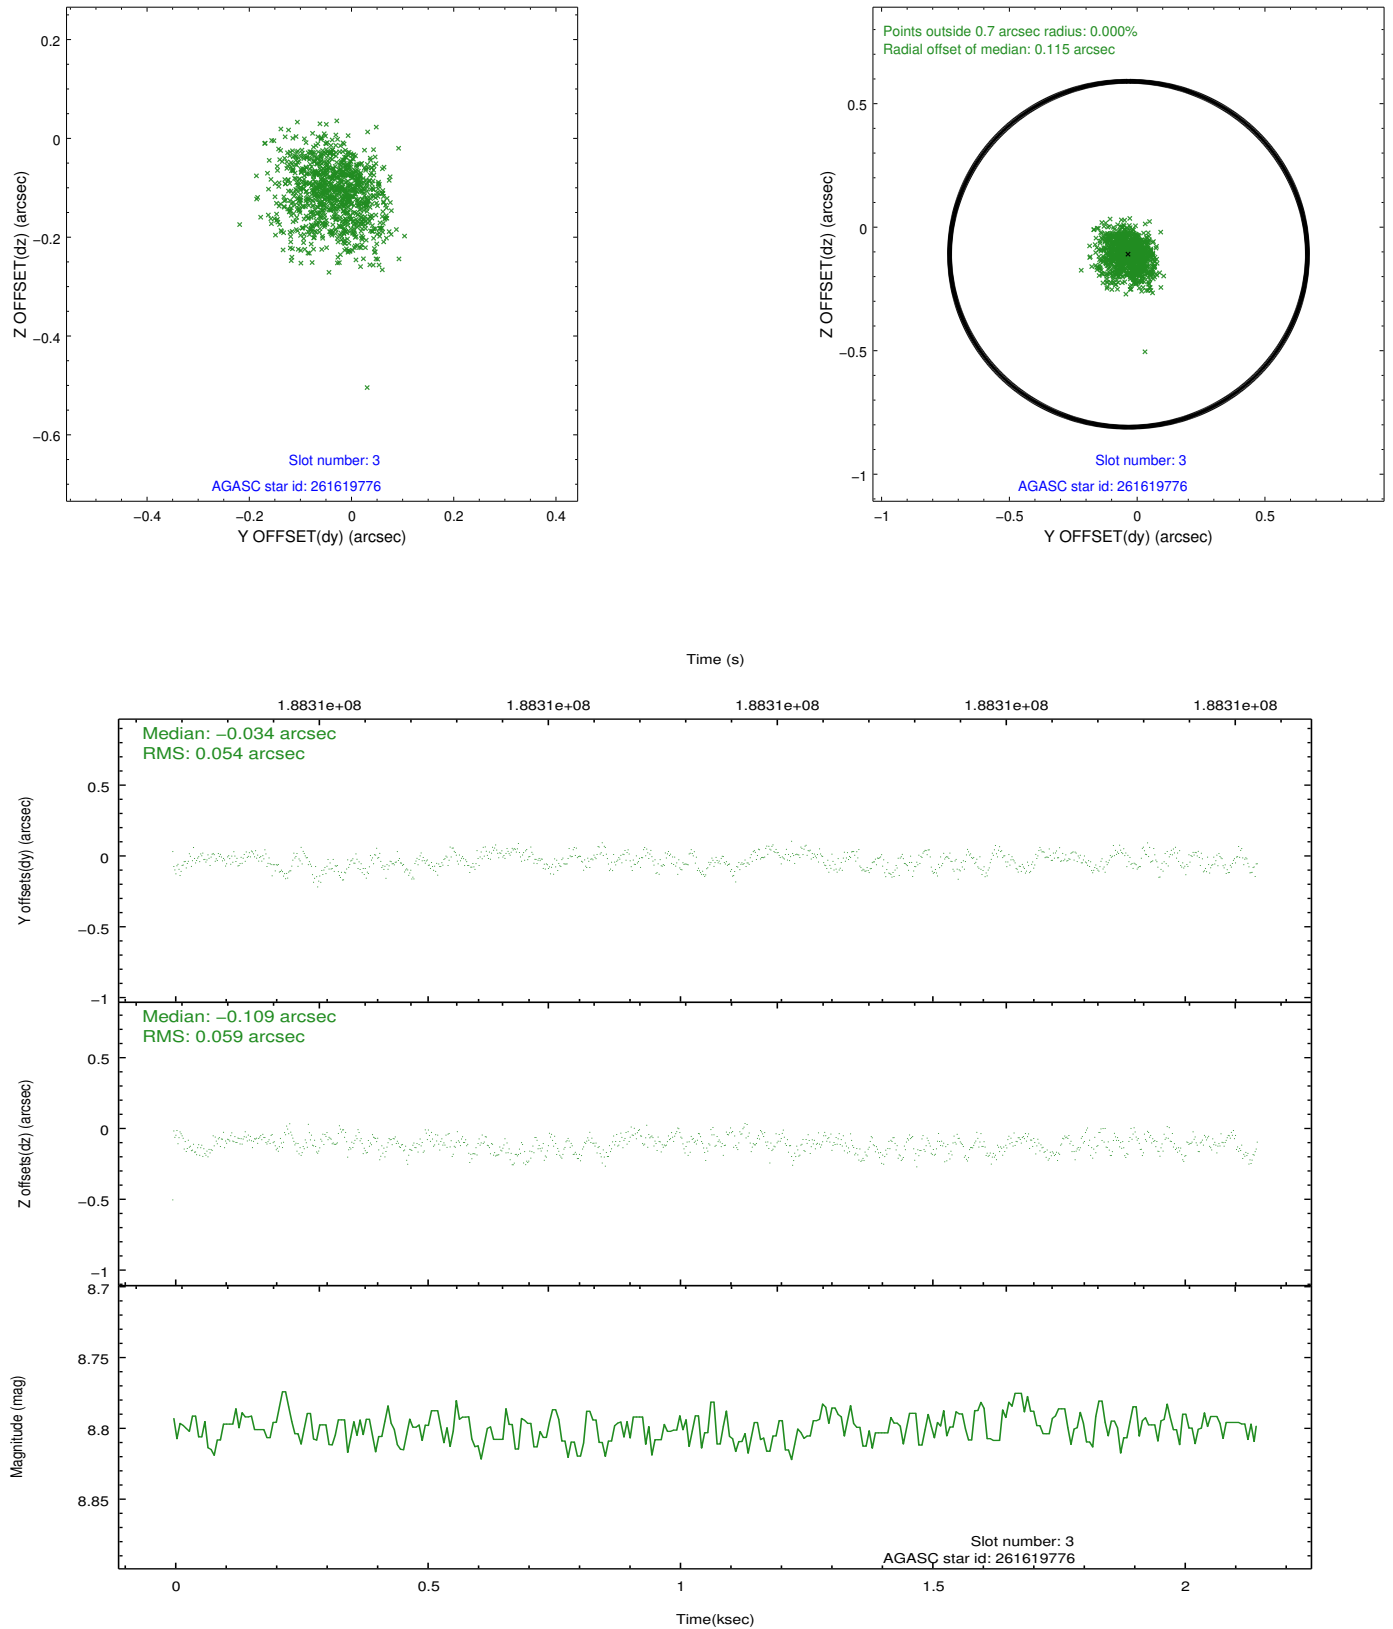 0.2
0
−0.2
−0.4
−0.6
Z OFFSET(dz) (arcsec)
Slot number: 3
AGASC star id: 261619776
−0.4
−0.2
0
0.2
0.4
Y OFFSET(dy) (arcsec)
Points outside 0.7 arcsec radius: 0.000%
Radial offset of median: 0.115 arcsec
0.5
0
−0.5
−1
Z OFFSET(dz) (arcsec)
Slot number: 3
AGASC star id: 261619776
−1
−0.5
0
0.5
Y OFFSET(dy) (arcsec)
Time (s)
1.8831e+08
1.8831e+08
1.8831e+08
1.8831e+08
1.8831e+08
Median: −0.034 arcsec
RMS: 0.054 arcsec
0.5
0
−0.5
−1
Y offsets(dy) (arcsec)
Median: −0.109 arcsec
RMS: 0.059 arcsec
0.5
0
−0.5
−1
Z offsets(dz) (arcsec)
8.7
8.75
8.8
8.85
Magnitude (mag)
Slot number: 3
AGASC star id: 261619776
0
0.5
1
1.5
2
Time(ksec)